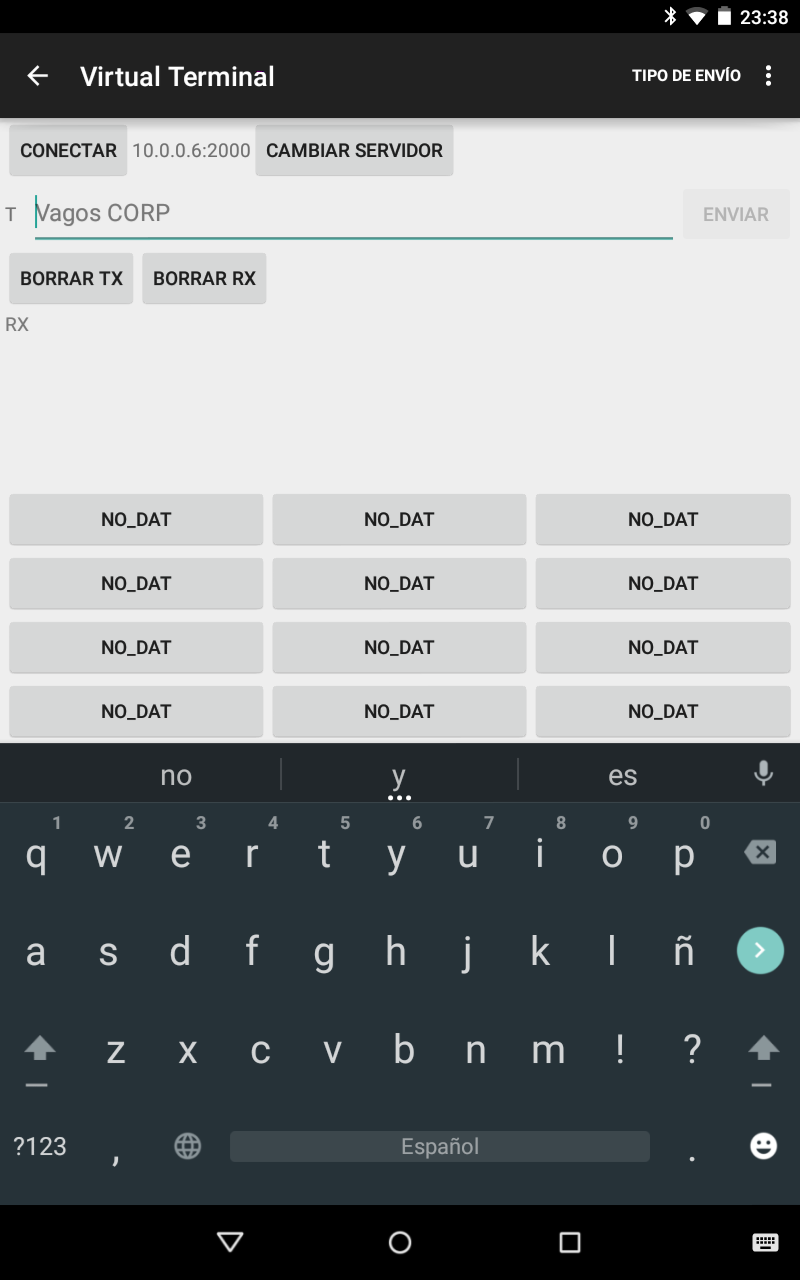 23:38
Virtual Terminal TIPO DE ENVÍO
CONECTAR 10.0.0.6:2000 CAMBIAR SERVIDOR
T Vagos CORP ENVIAR
BORRAR TX BORRAR RX
RX
NO_DAT NO_DAT NO_DAT
NO_DAT NO_DAT NO_DAT
NO_DAT NO_DAT NO_DAT
NO_DAT NO_DAT NO_DAT
no y es
1 2 3 4 5 6 7 8 9 0
q w e r t y u i o p
a s d f g h j k l ñ
z x c v b n m ! ?
?123 , Español .